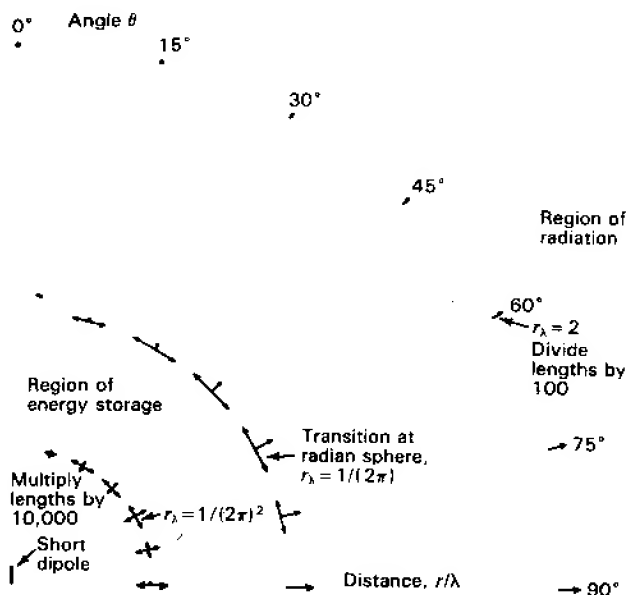 0° Angle θ
15°
30°
45°
Region of
radiation
60°
r_λ = 2
Divide
lengths by
100
Region of
energy storage
Transition at
radian sphere,
r_λ = 1/(2π)
75°
Multiply
lengths by
10,000
r_λ = 1/(2π)²
Short
dipole
Distance, r/λ
90°